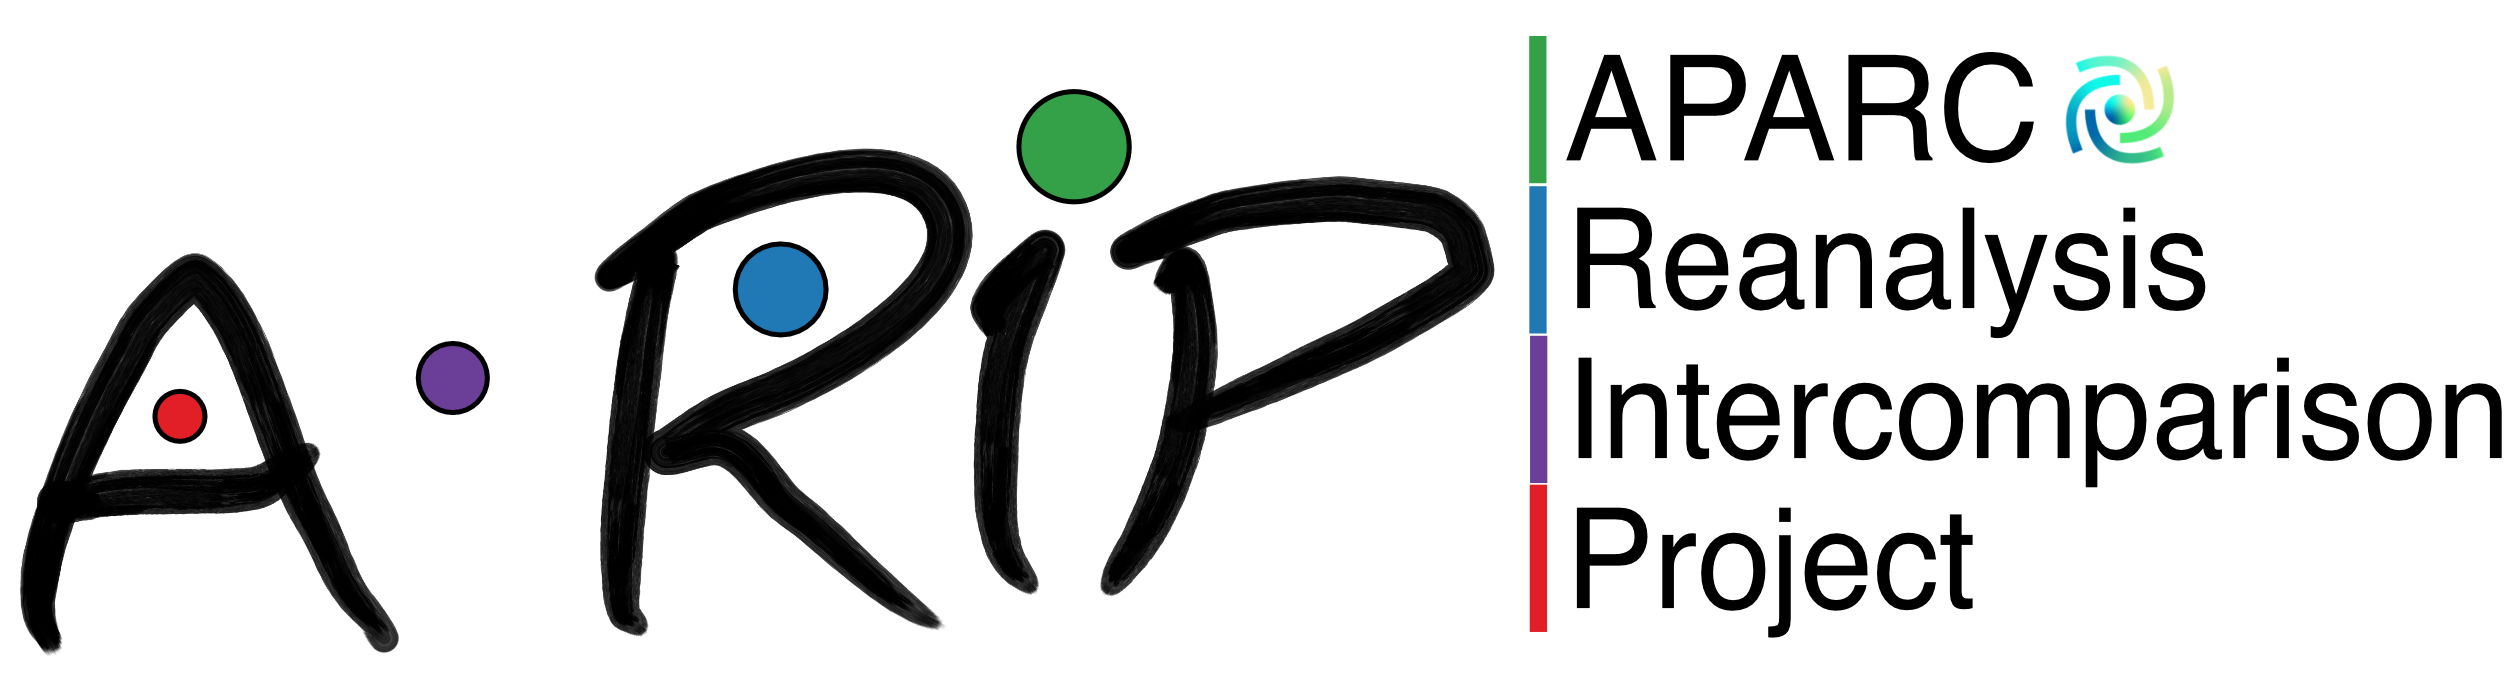 A·RiP
APARC
Reanalysis
Intercomparison
Project